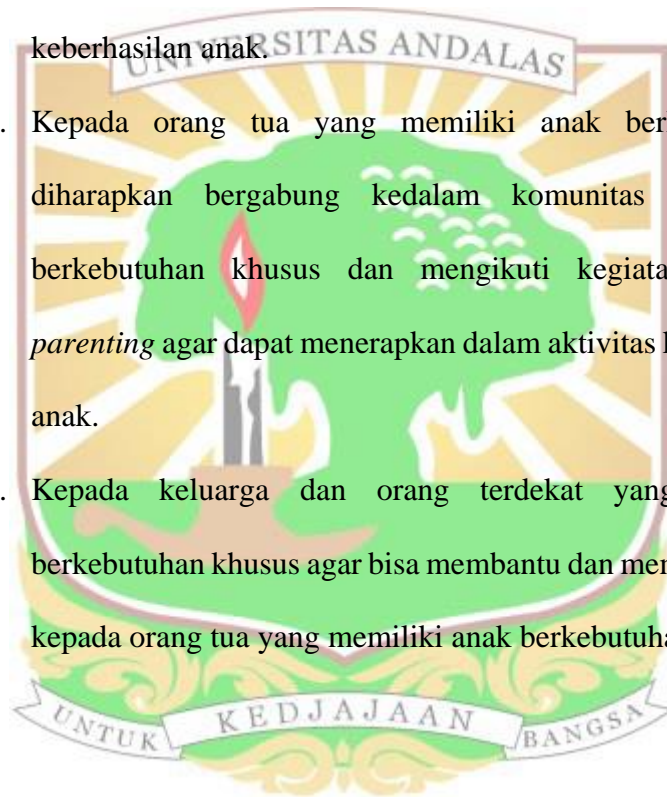 keberhasilan anak.
UNIVERSITAS ANDALAS
. Kepada orang tua yang memiliki anak ber
diharapkan bergabung kedalam komunitas
berkebutuhan khusus dan mengikuti kegiata
parenting agar dapat menerapkan dalam aktivitas
anak.
. Kepada keluarga dan orang terdekat yang
berkebutuhan khusus agar bisa membantu dan mem
kepada orang tua yang memiliki anak berkebutuha
UNTUK KEDJAJAAN BANGSA